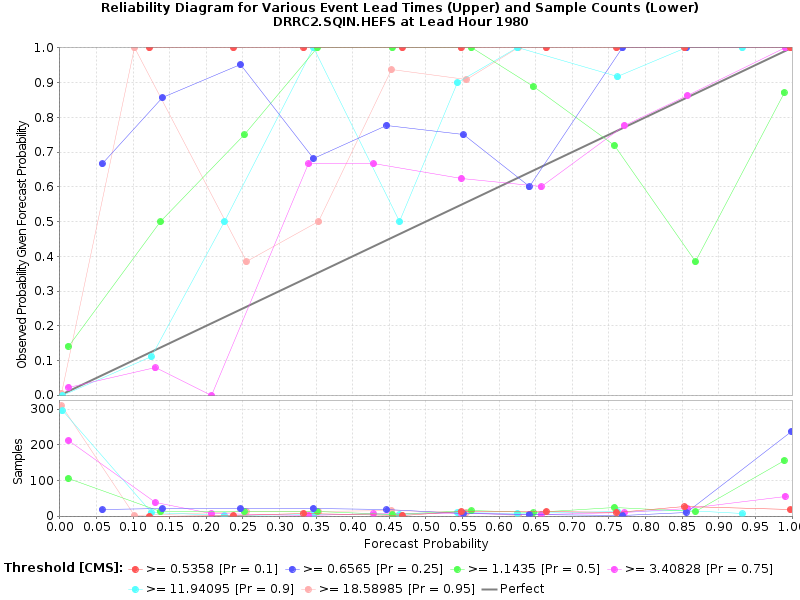 Reliability Diagram for Various Event Lead Times (Upper) and Sample Counts (Lower)
DRRC2.SQIN.HEFS at Lead Hour 1980
Observed Probability Given Forecast Probability
1.0
0.9
0.8
0.7
0.6
0.5
0.4
0.3
0.2
0.1
0.0
Samples
300
200
100
0
0.00 0.05 0.10 0.15 0.20 0.25 0.30 0.35 0.40 0.45 0.50 0.55 0.60 0.65 0.70 0.75 0.80 0.85 0.90 0.95 1.0
Forecast Probability
Threshold [CMS]: >= 0.5358 [Pr = 0.1] >= 0.6565 [Pr = 0.25] >= 1.1435 [Pr = 0.5] >= 3.40828 [Pr = 0.75]
>= 11.94095 [Pr = 0.9] >= 18.58985 [Pr = 0.95] Perfect